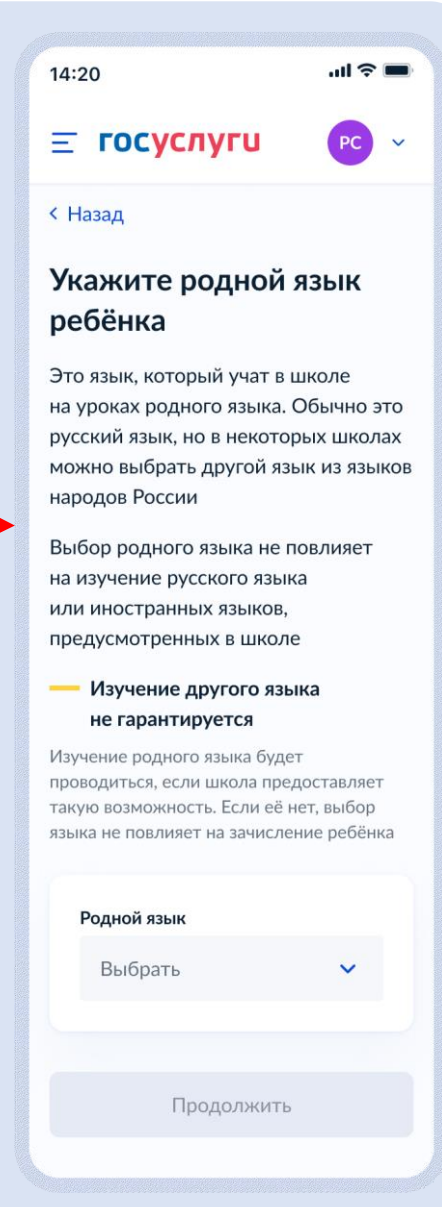 14:20
госуслуги
РС
Назад
Укажите родной язык
ребёнка
Это язык, который учат в школе
на уроках родного языка. Обычно это
русский язык, но в некоторых школах
можно выбрать другой язык из языков
народов России
Выбор родного языка не повлияет
на изучение русского языка
или иностранных языков,
предусмотренных в школе
Изучение другого языка
не гарантируется
Изучение родного языка будет
проводиться, если школа предоставляет
такую возможность. Если её нет, выбор
языка не повлияет на зачисление ребёнка
Родной язык
Выбрать
Продолжить